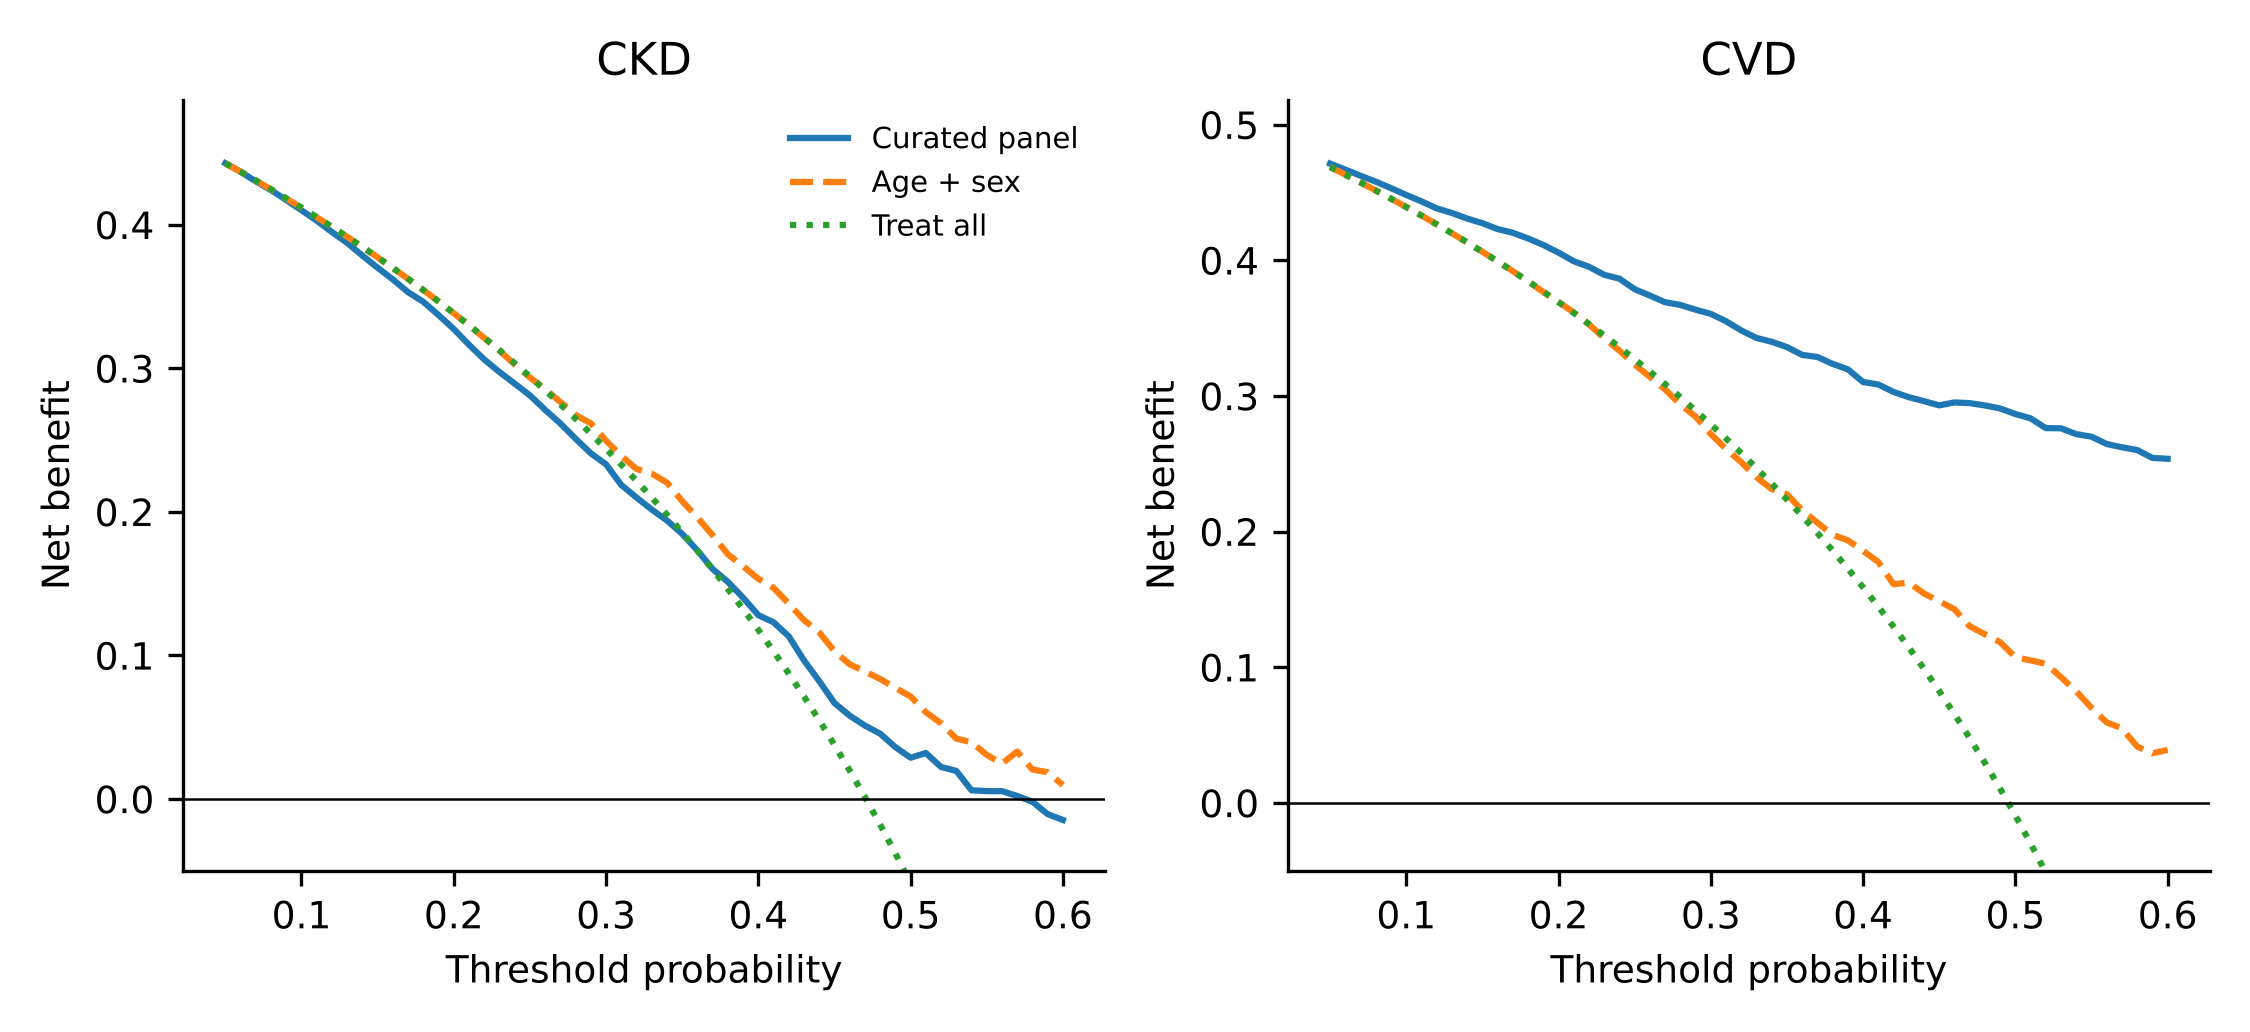 CKD
Curated panel
Age + sex
Treat all
0.4
0.3
0.2
0.1
0.0
Net benefit
0.1 0.2 0.3 0.4 0.5 0.6
Threshold probability
CVD
0.5
0.4
0.3
0.2
0.1
0.0
Net benefit
0.1 0.2 0.3 0.4 0.5 0.6
Threshold probability